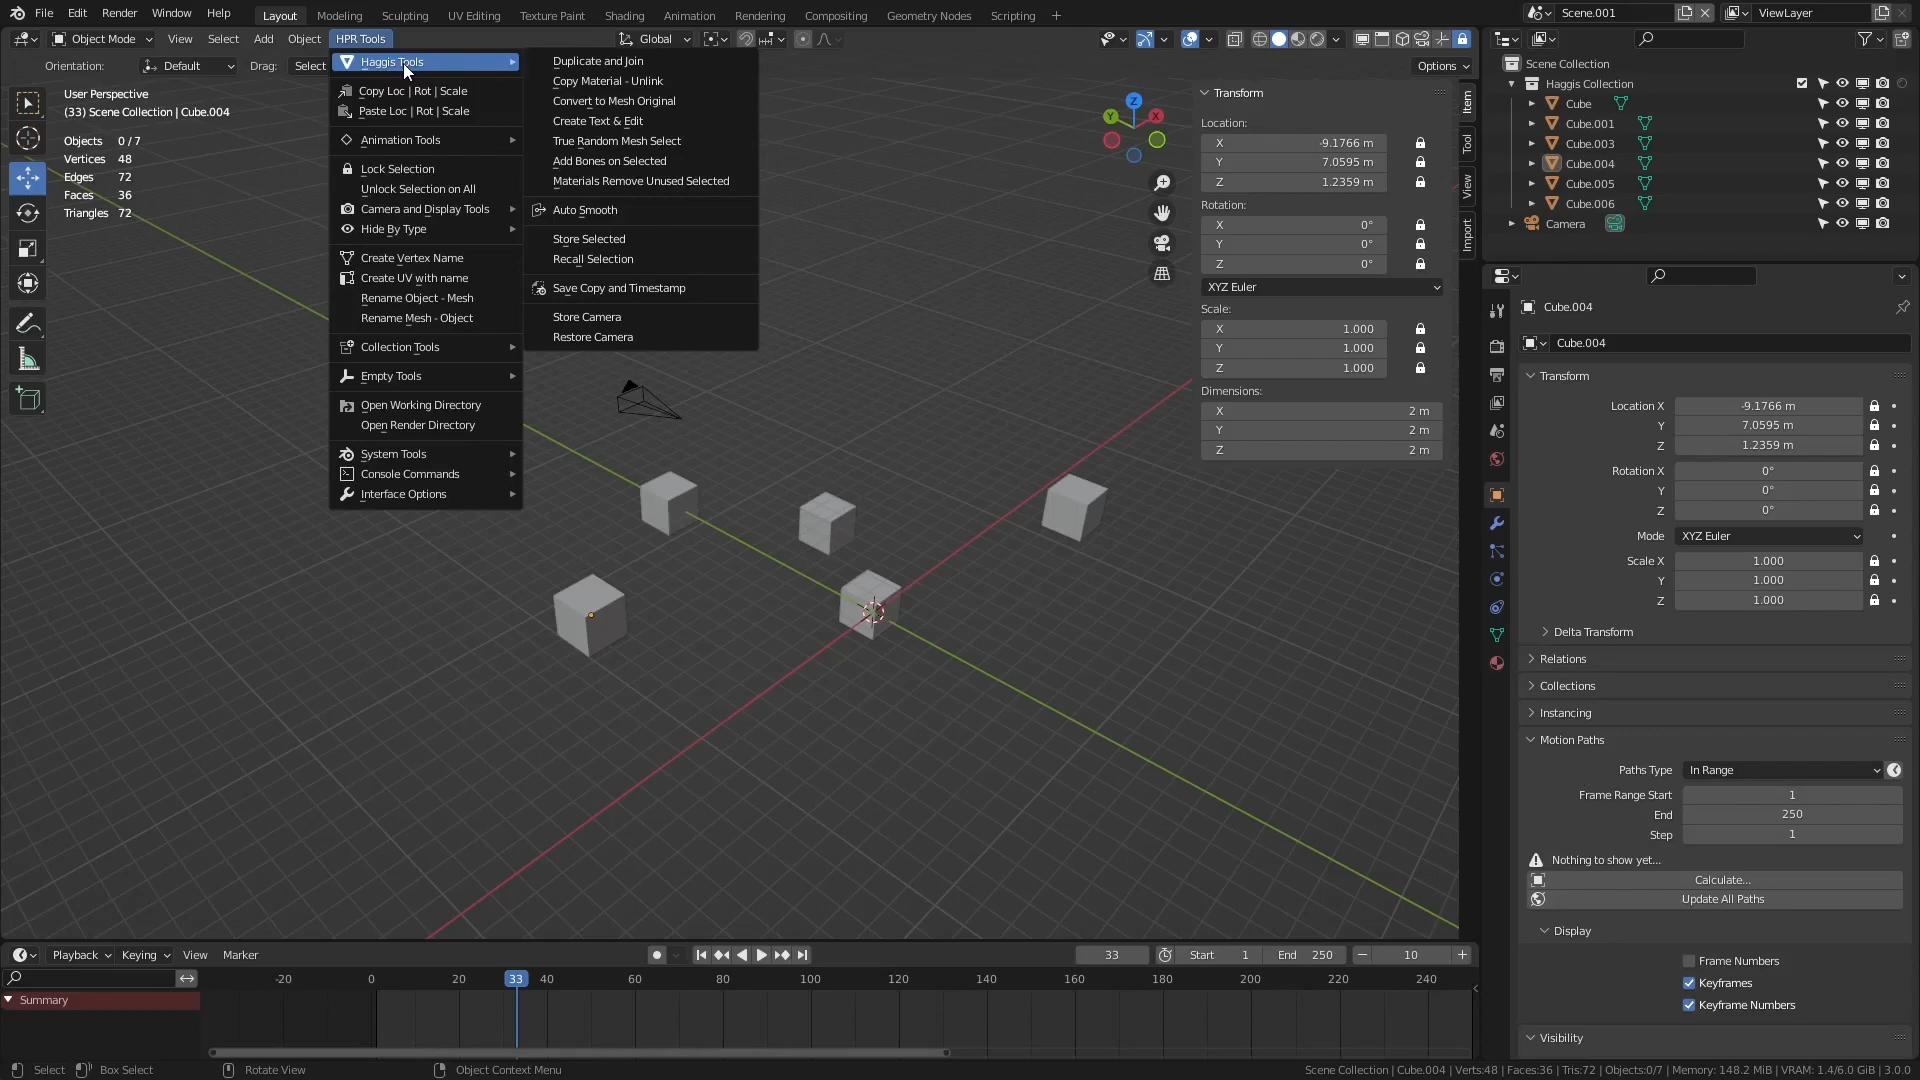 File Edit Render Window Help Layout Modeling Sculpting UV Editing Texture Paint Shading Animation Rendering Compositing Geometry Nodes Scripting + Scene.001 ViewLayer
Object Mode View Select Add Object HPR Tools Global
Orientation: Default Drag: Select Options
User Perspective
(33) Scene Collection | Cube.004
Objects 0 / 7
Vertices 48
Edges 72
Faces 36
Triangles 72
Haggis Tools
Copy Loc | Rot | Scale
Paste Loc | Rot | Scale
Animation Tools
Lock Selection
Unlock Selection on All
Camera and Display Tools
Hide By Type
Create Vertex Name
Create UV with name
Rename Object - Mesh
Rename Mesh - Object
Collection Tools
Empty Tools
Open Working Directory
Open Render Directory
System Tools
Console Commands
Interface Options
Duplicate and Join
Copy Material - Unlink
Convert to Mesh Original
Create Text & Edit
True Random Mesh Select
Add Bones on Selected
Materials Remove Unused Selected
Auto Smooth
Store Selected
Recall Selection
Save Copy and Timestamp
Store Camera
Restore Camera
Z
Y X
Transform
Location:
X -9.1766 m
Y 7.0595 m
Z 1.2359 m
Rotation:
X 0°
Y 0°
Z 0°
XYZ Euler
Scale:
X 1.000
Y 1.000
Z 1.000
Dimensions:
X 2 m
Y 2 m
Z 2 m
Item
Tool
View
Import
Scene Collection
Haggis Collection
Cube
Cube.001
Cube.003
Cube.004
Cube.005
Cube.006
Camera
Cube.004
Cube.004
Transform
Location X -9.1766 m
Y 7.0595 m
Z 1.2359 m
Rotation X 0°
Y 0°
Z 0°
Mode XYZ Euler
Scale X 1.000
Y 1.000
Z 1.000
Delta Transform
Relations
Collections
Instancing
Motion Paths
Paths Type In Range
Frame Range Start 1
End 250
Step 1
Nothing to show yet...
Calculate...
Update All Paths
Display
Frame Numbers
Keyframes
Keyframe Numbers
Visibility
Playback Keying View Marker 33 Start 1 End 250 10
-20 0 20 33 40 60 80 100 120 140 160 180 200 220 240
Summary
Select Box Select Rotate View Object Context Menu Scene Collection | Cube.004 | Verts:48 | Faces:36 | Tris:72 | Objects:0/7 | Memory: 148.2 MiB | VRAM: 1.4/6.0 GiB | 3.0.0